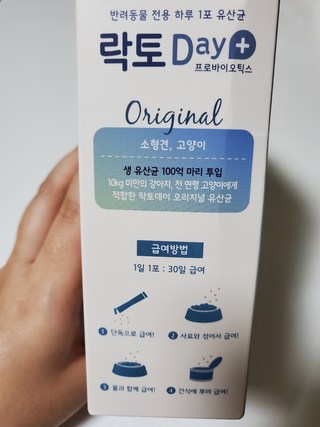 반려동물 전용 하루 1포 유산균
락토 Day+
프로바이오틱스
Original
소형견, 고양이
생 유산균 100억 마리 투입
10kg 미만의 강아지, 전 연령 고양이에게
적합한 락토데이 오리지널 유산균
급여방법
1일 1포 : 30일 급여
1 단독으로 급여!
2 사료와 섞어서 급여!
3 물과 함께 급여!
4 간식에 뿌려 급여!